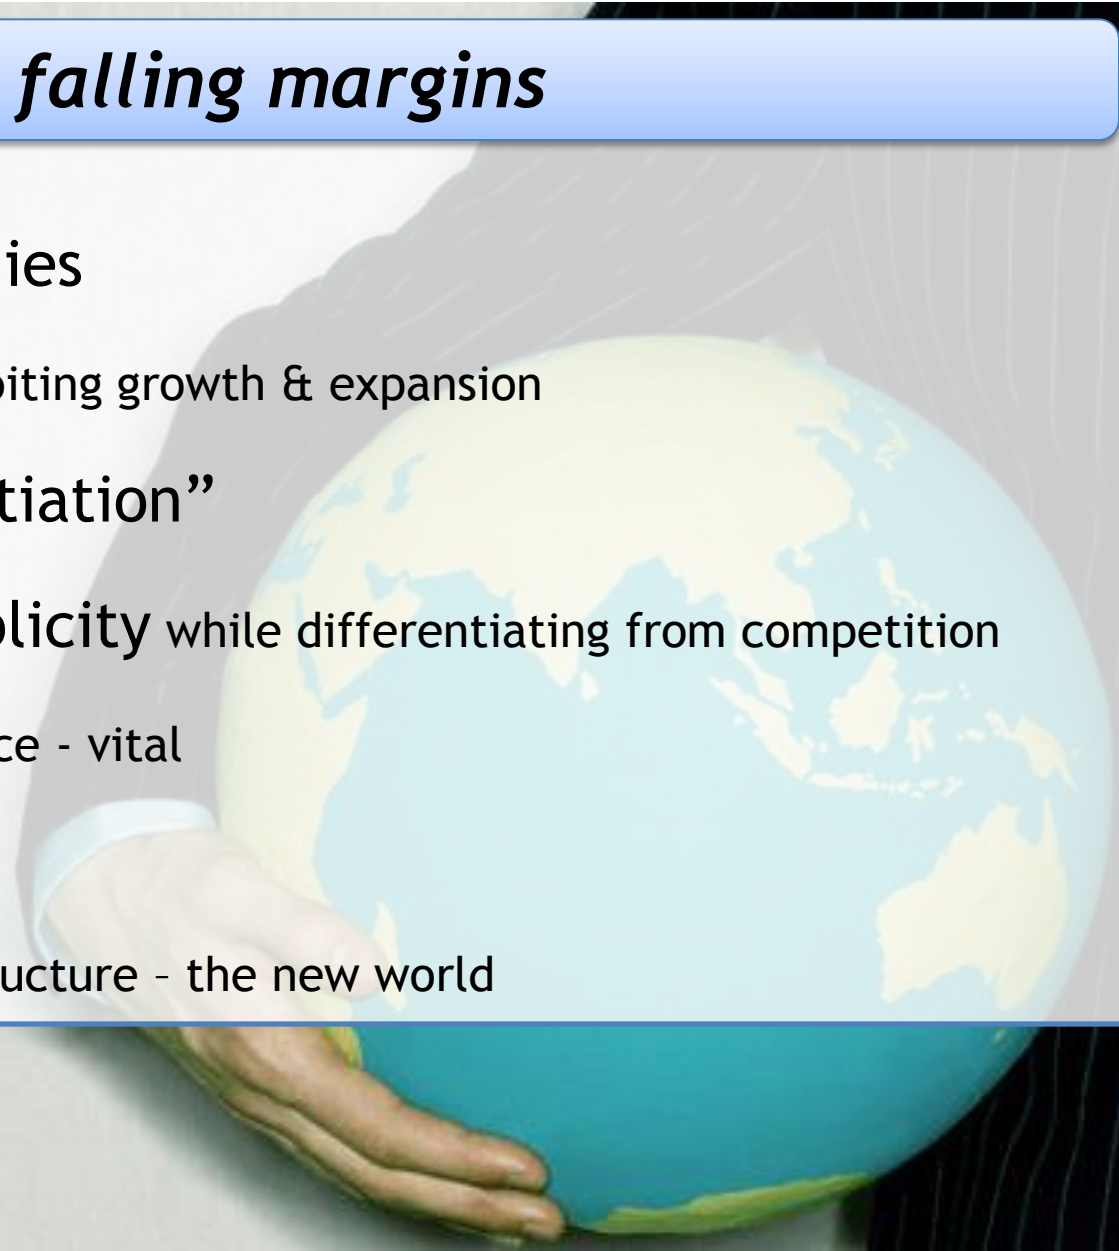 falling margins
ies
iting growth & expansion
tiation”
licity while differentiating from competition
ce - vital
ucture – the new world